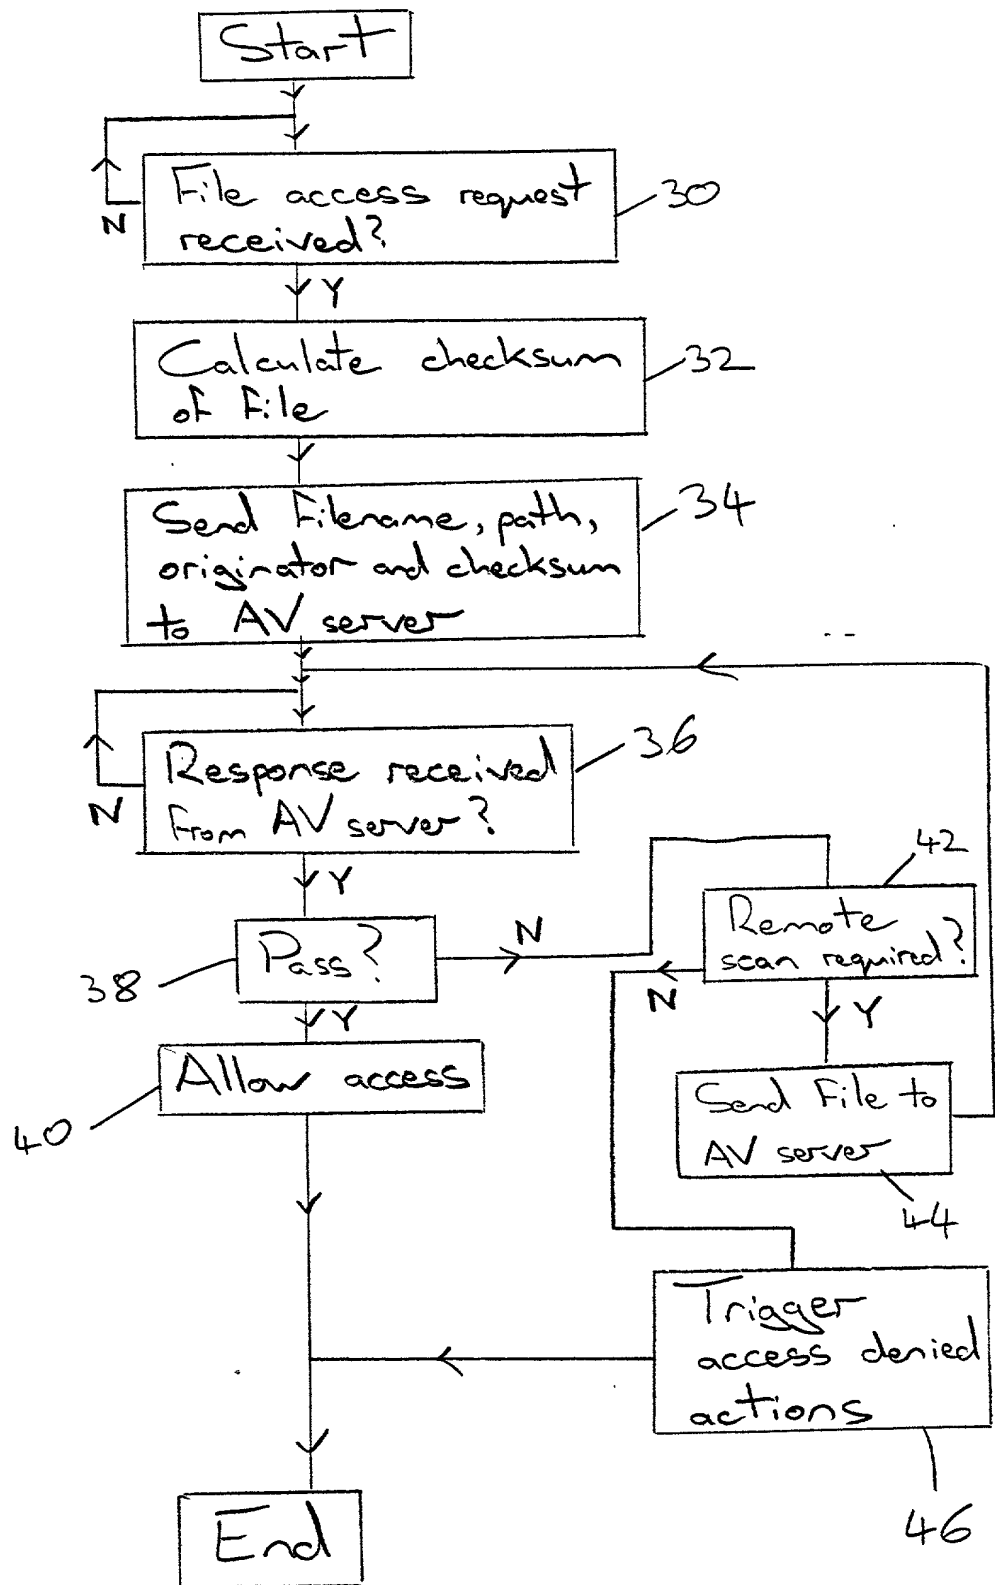 Start
File access request
received?
30
N
Y
Calculate checksum
of file
32
Send Filename, path,
originator and checksum
to AV server
34
Response received
from AV server?
36
N
Y
Pass?
38
N
Y
Remote
scan required?
42
N
Y
Allow access
40
Send File to
AV server
44
Trigger
access denied
actions
46
End